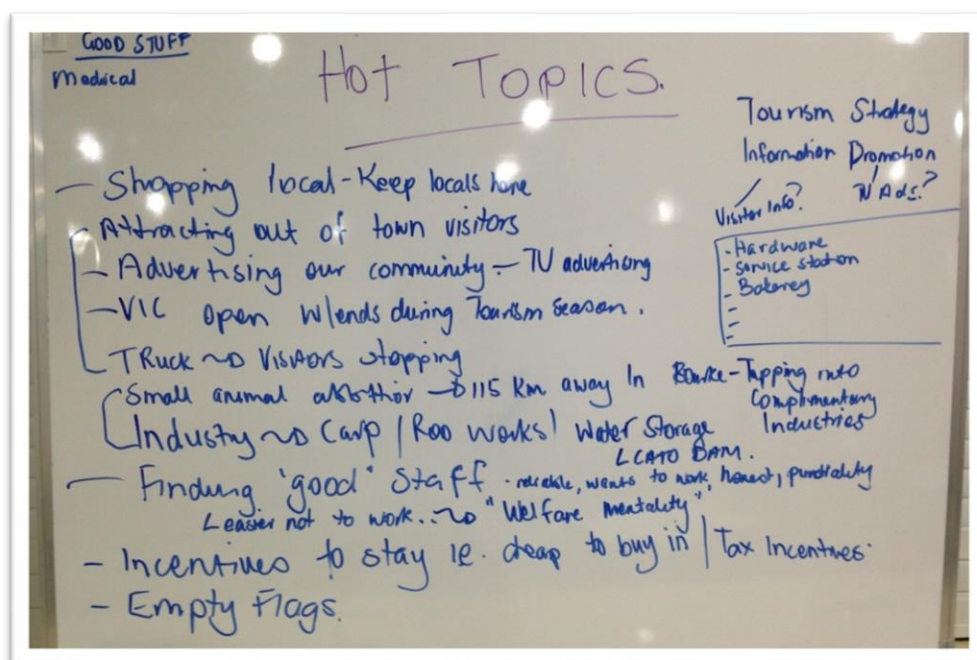 GOOD STUFF
Medical
Hot TOPICS.
Tourism Strategy
Information Promotion
Visitor Info? TV Ads?
- Hardware
- Service station
- Bakery
-
-
-
- Shopping local - Keep locals here
- Attracting out of town visitors
- Advertising our community - TV advertising
- VIC open w/ends during Tourism season.
- TRuck ~> Visitors stopping
Small animal -> 115 km away In Bourke - Tapping into
Complimentary
Industries
Industry ~> Carp / Roo works / Water Storage
DAM.
- Finding 'good' Staff - reliable, wants to work, honest, punctuality
easier not to work.. ~> "Welfare mentality"
- Incentives to stay ie. cheap to buy in / Tax Incentives.
- Empty Flags.